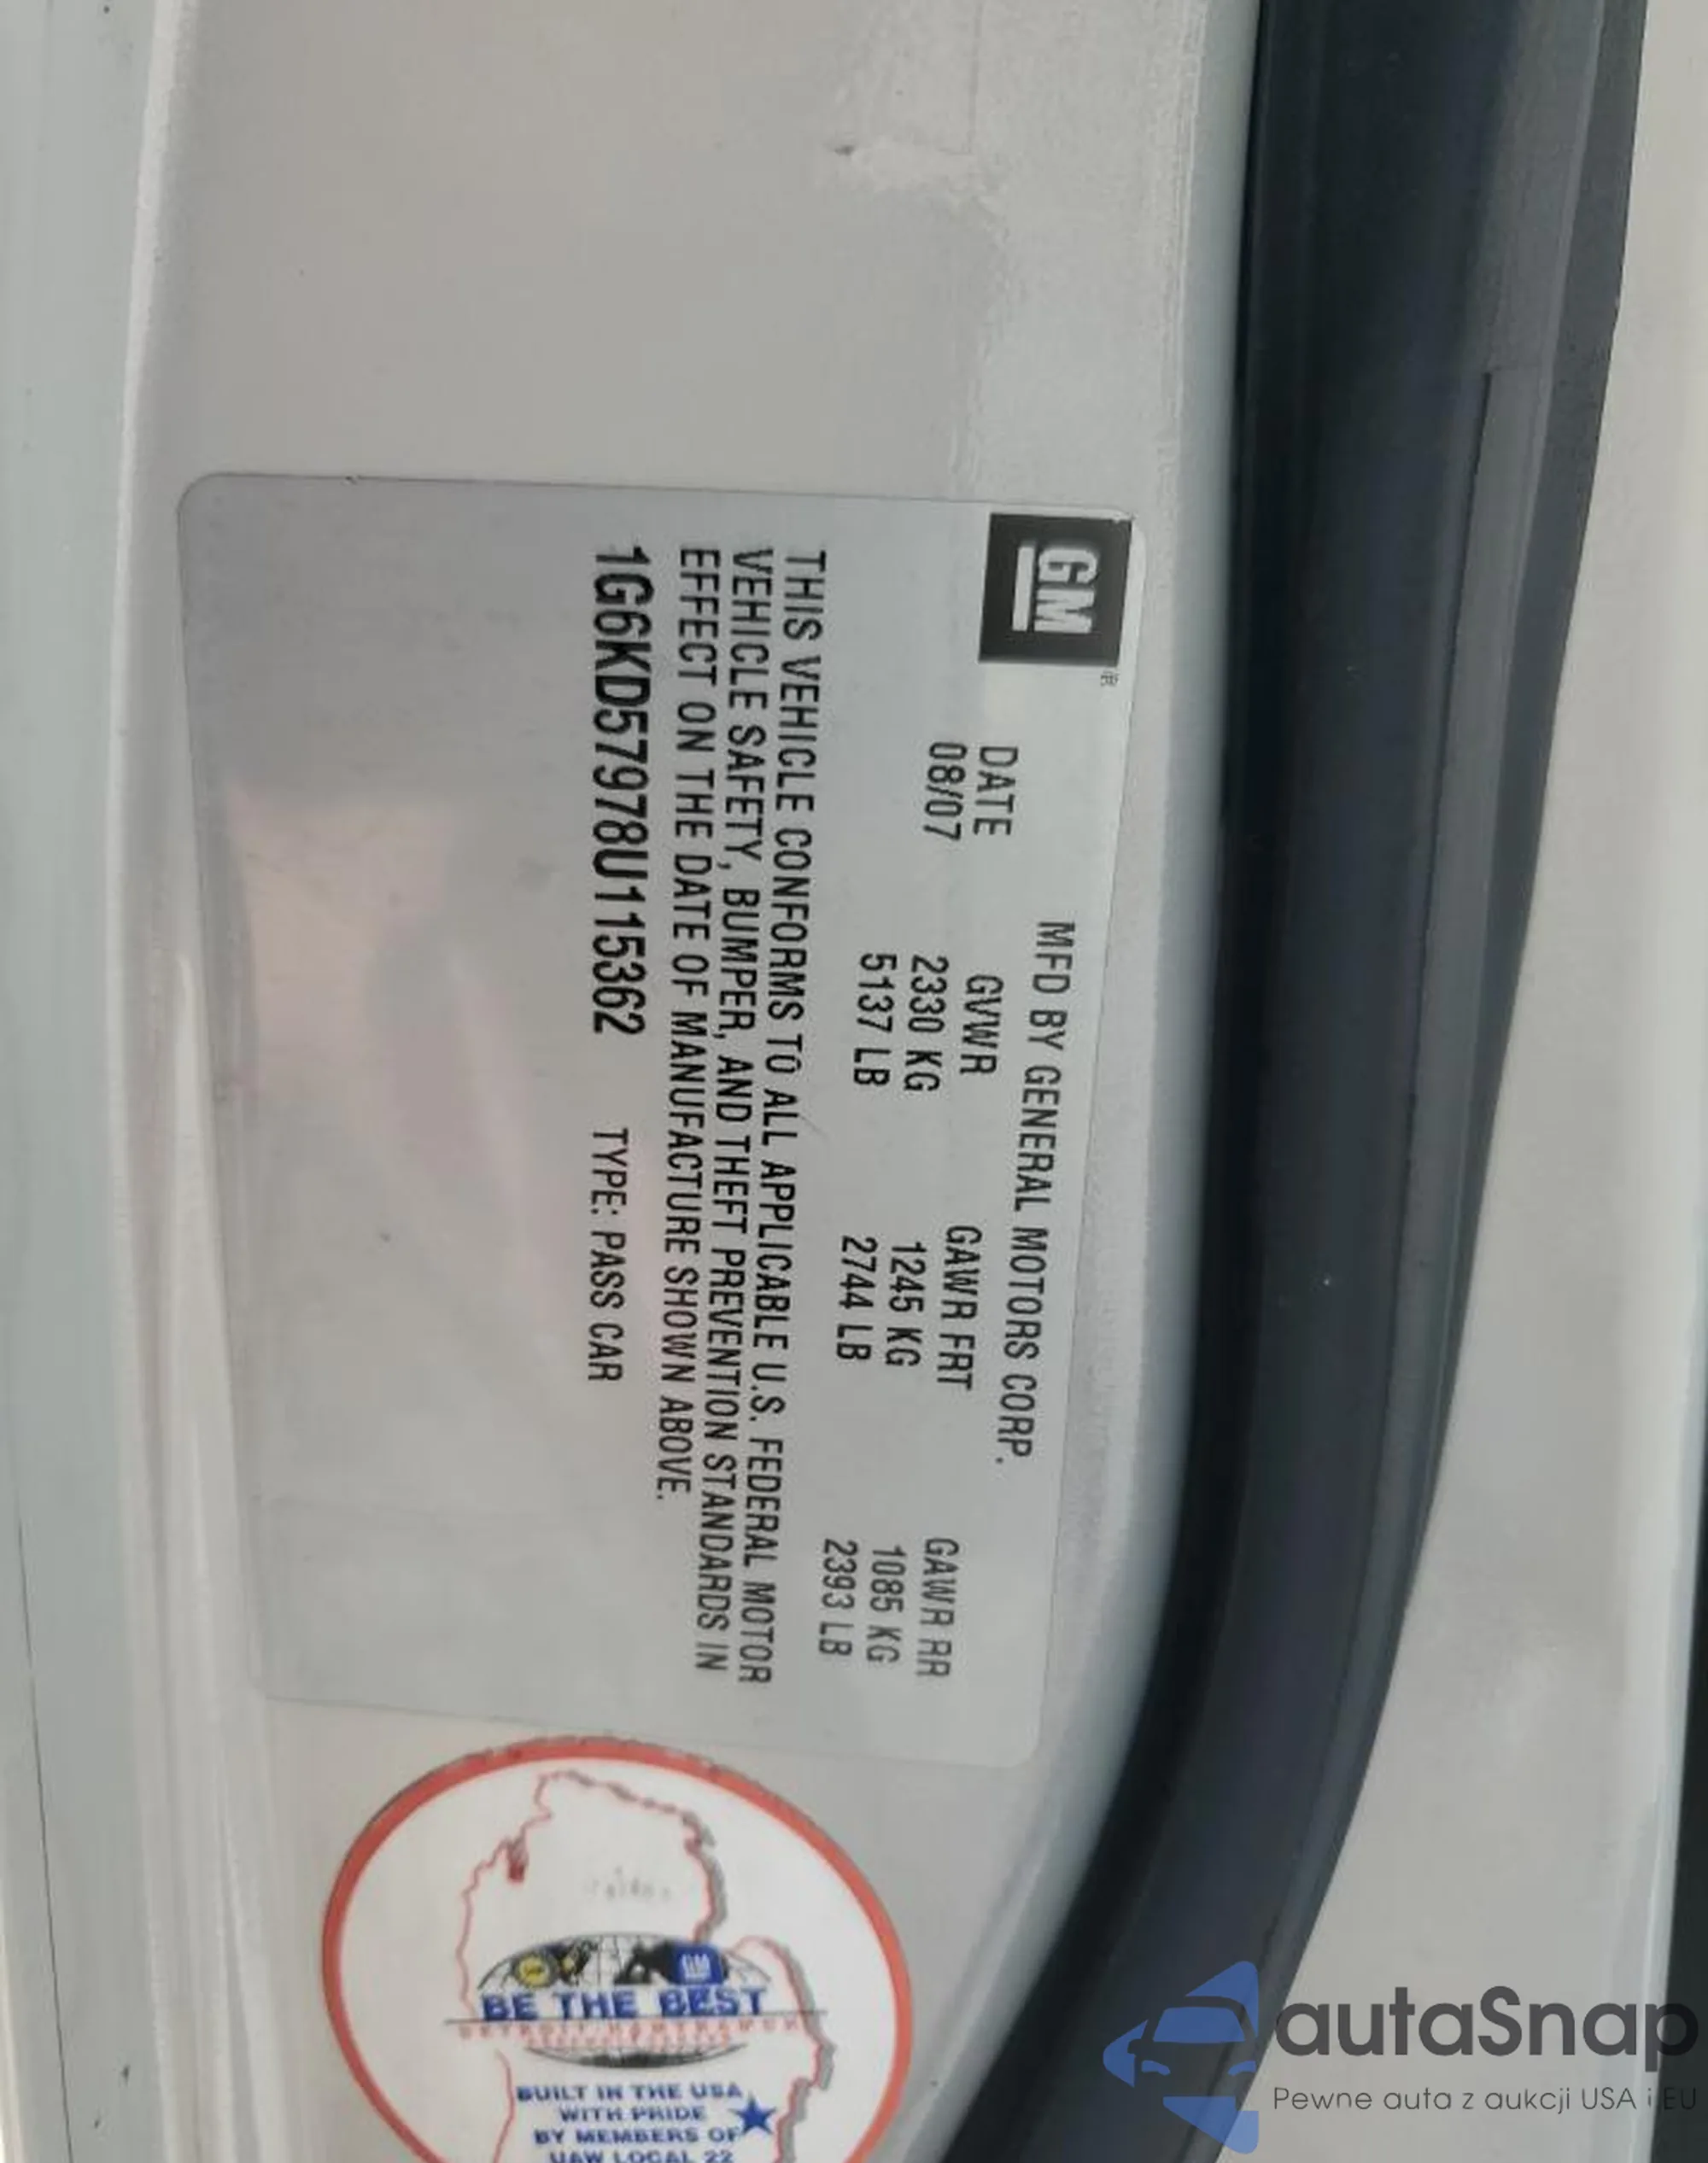 GM
MFD BY GENERAL MOTORS CORP.
DATE GVWR GAWR FRT GAWR RR
08/07 2330 KG 1245 KG 1085 KG
5137 LB 2744 LB 2393 LB
THIS VEHICLE CONFORMS TO ALL APPLICABLE U.S. FEDERAL MOTOR
VEHICLE SAFETY, BUMPER, AND THEFT PREVENTION STANDARDS IN
EFFECT ON THE DATE OF MANUFACTURE SHOWN ABOVE.
1G6KD57978U115362 TYPE: PASS CAR
GM
BE THE BEST
BUILT IN THE USA
WITH PRIDE
BY MEMBERS OF
UAW LOCAL 22
autaSnap
Pewne auta z aukcji USA i EU